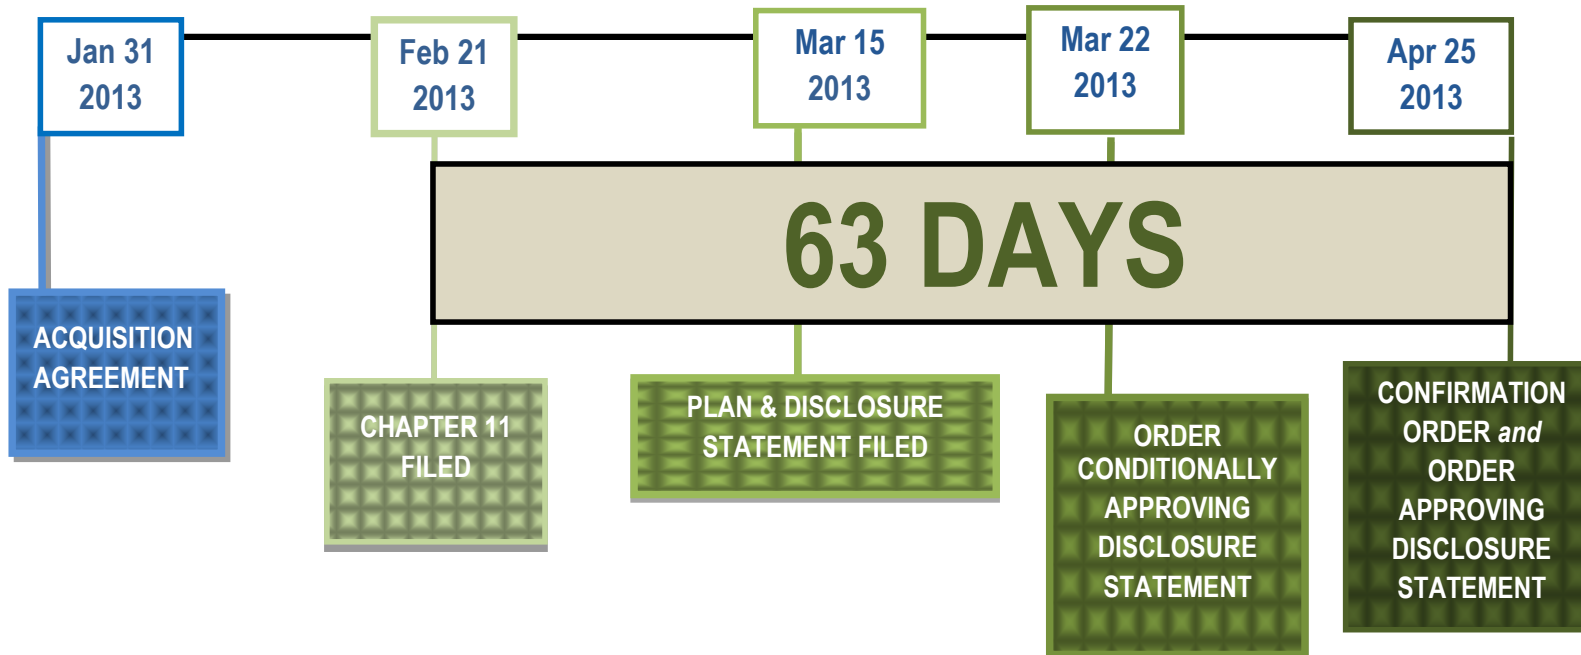 Jan 31
2013
Feb 21
2013
Mar 15
2013
Mar 22
2013
Apr 25
2013
63 DAYS
ACQUISITION
AGREEMENT
CHAPTER 11
FILED
PLAN & DISCLOSURE
STATEMENT FILED
ORDER
CONDITIONALLY
APPROVING
DISCLOSURE
STATEMENT
CONFIRMATION
ORDER and
ORDER
APPROVING
DISCLOSURE
STATEMENT